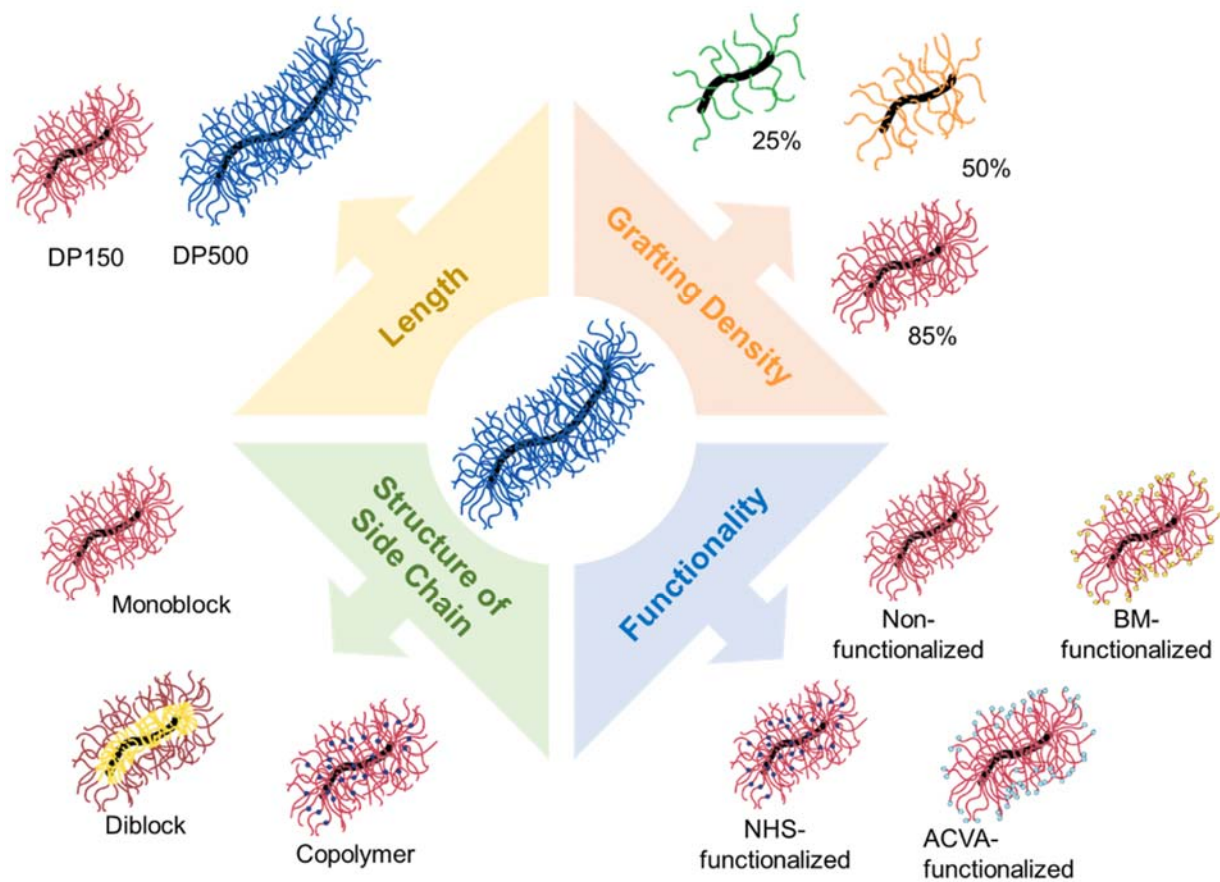 DP150
DP500
Length
25%
50%
85%
Grafting Density
Structure of
Side Chain
Monoblock
Diblock
Copolymer
Functionality
Non-
functionalized
BM-
functionalized
NHS-
functionalized
ACVA-
functionalized